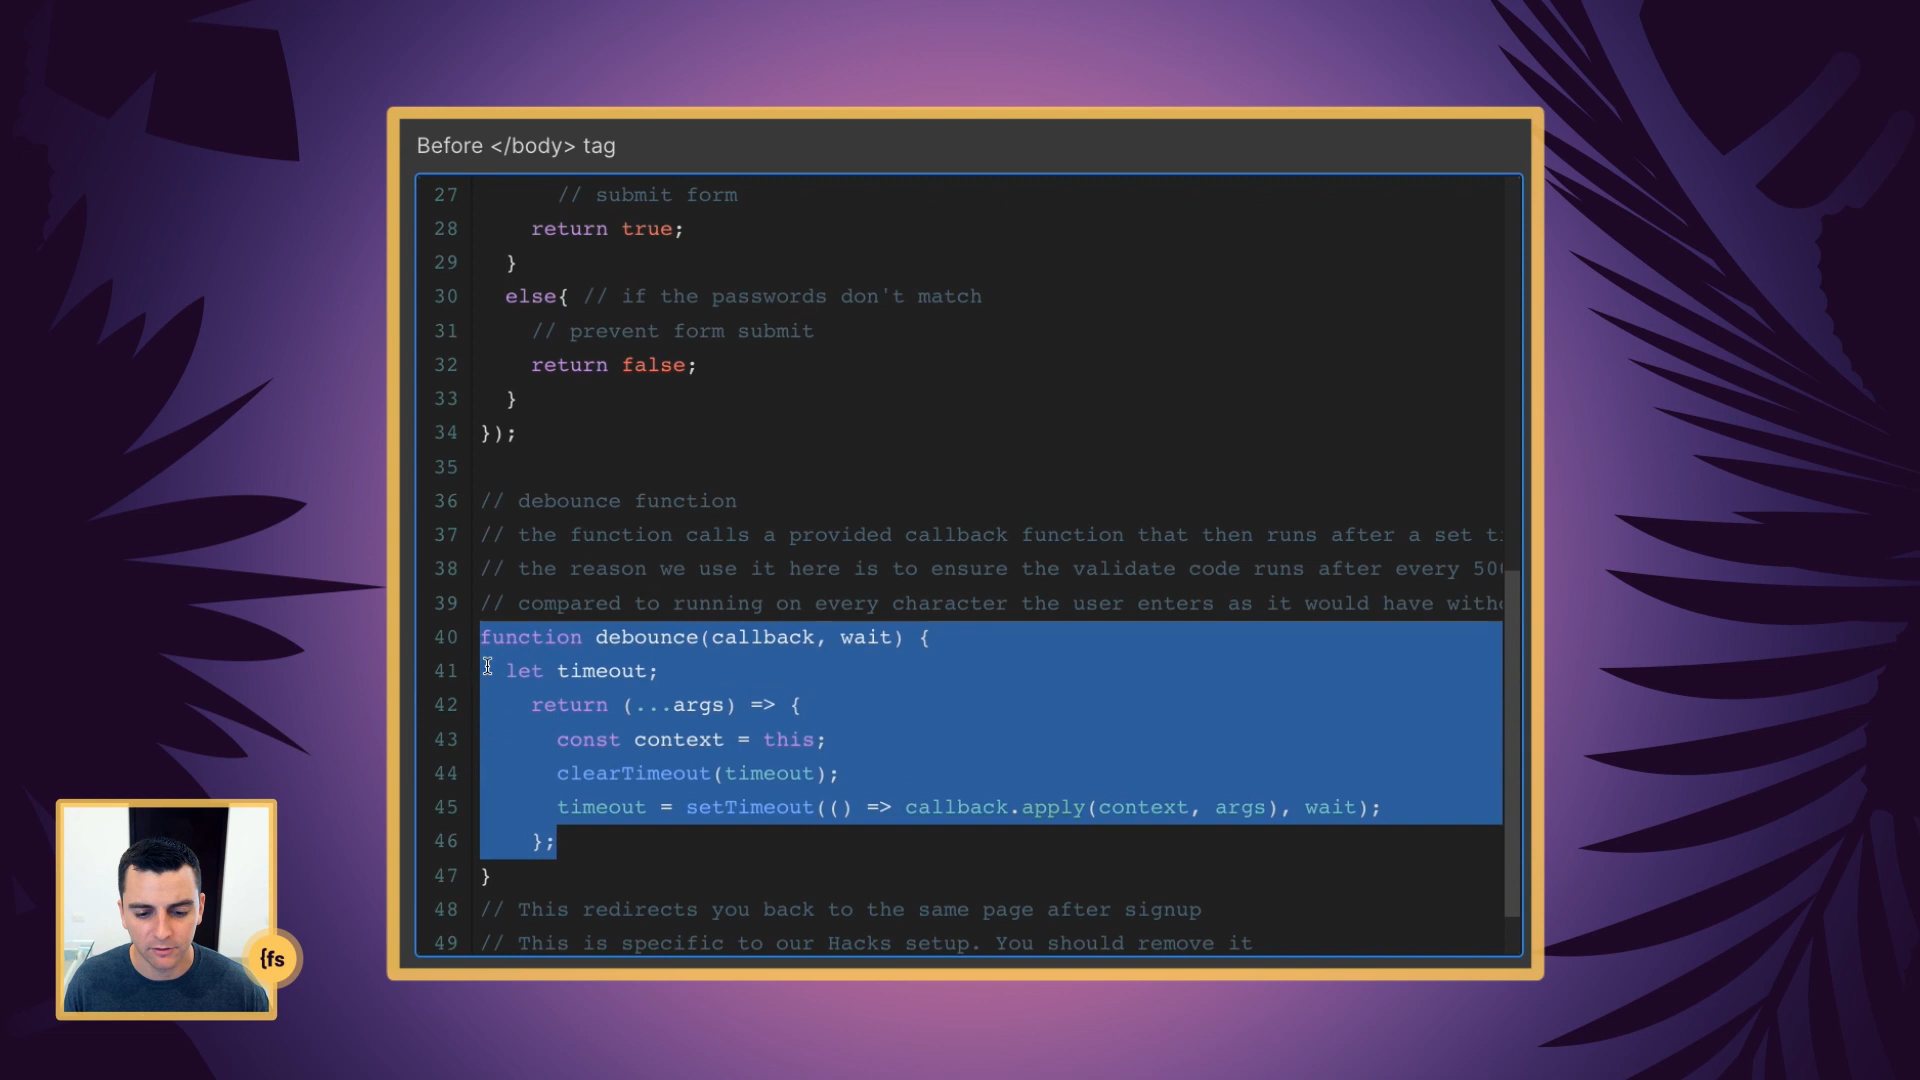 Before </body> tag
27 // submit form
28 return true;
29 }
30 else{ // if the passwords don't match
31 // prevent form submit
32 return false;
33 }
34 });
35
36 // debounce function
37 // the function calls a provided callback function that then runs after a set
38 // the reason we use it here is to ensure the validate code runs after every
39 // compared to running on every character the user enters as it would have
40 function debounce(callback, wait) {
41 let timeout;
42 return (...args) => {
43 const context = this;
44 clearTimeout(timeout);
45 timeout = setTimeout(() => callback.apply(context, args), wait);
46 };
47 }
48 // This redirects you back to the same page after signup
49 // This is specific to our Hacks setup. You should remove it
{fs